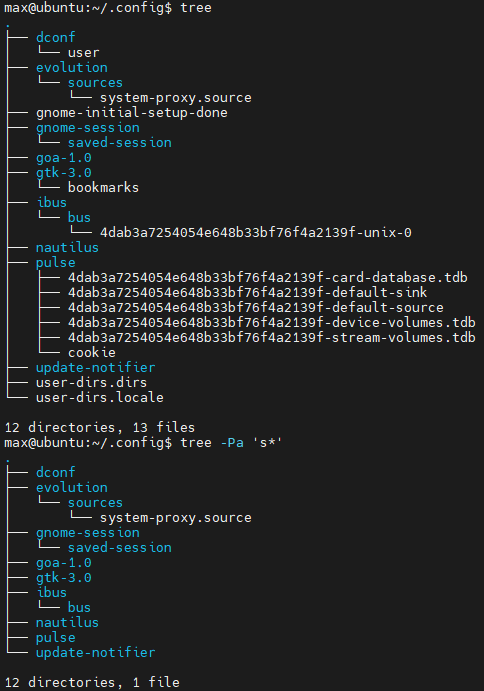 max@ubuntu:~/.config$ tree
.
├── dconf
│   └── user
├── evolution
│   └── sources
│       └── system-proxy.source
├── gnome-initial-setup-done
├── gnome-session
│   └── saved-session
├── goa-1.0
├── gtk-3.0
│   └── bookmarks
├── ibus
│   └── bus
│       └── 4dab3a7254054e648b33bf76f4a2139f-unix-0
├── nautilus
├── pulse
│   ├── 4dab3a7254054e648b33bf76f4a2139f-card-database.tdb
│   ├── 4dab3a7254054e648b33bf76f4a2139f-default-sink
│   ├── 4dab3a7254054e648b33bf76f4a2139f-default-source
│   ├── 4dab3a7254054e648b33bf76f4a2139f-device-volumes.tdb
│   ├── 4dab3a7254054e648b33bf76f4a2139f-stream-volumes.tdb
│   └── cookie
├── update-notifier
├── user-dirs.dirs
└── user-dirs.locale

12 directories, 13 files
max@ubuntu:~/.config$ tree -Pa 's*'
.
├── dconf
├── evolution
│   └── sources
│       └── system-proxy.source
├── gnome-session
│   └── saved-session
├── goa-1.0
├── gtk-3.0
├── ibus
│   └── bus
├── nautilus
├── pulse
└── update-notifier

12 directories, 1 file